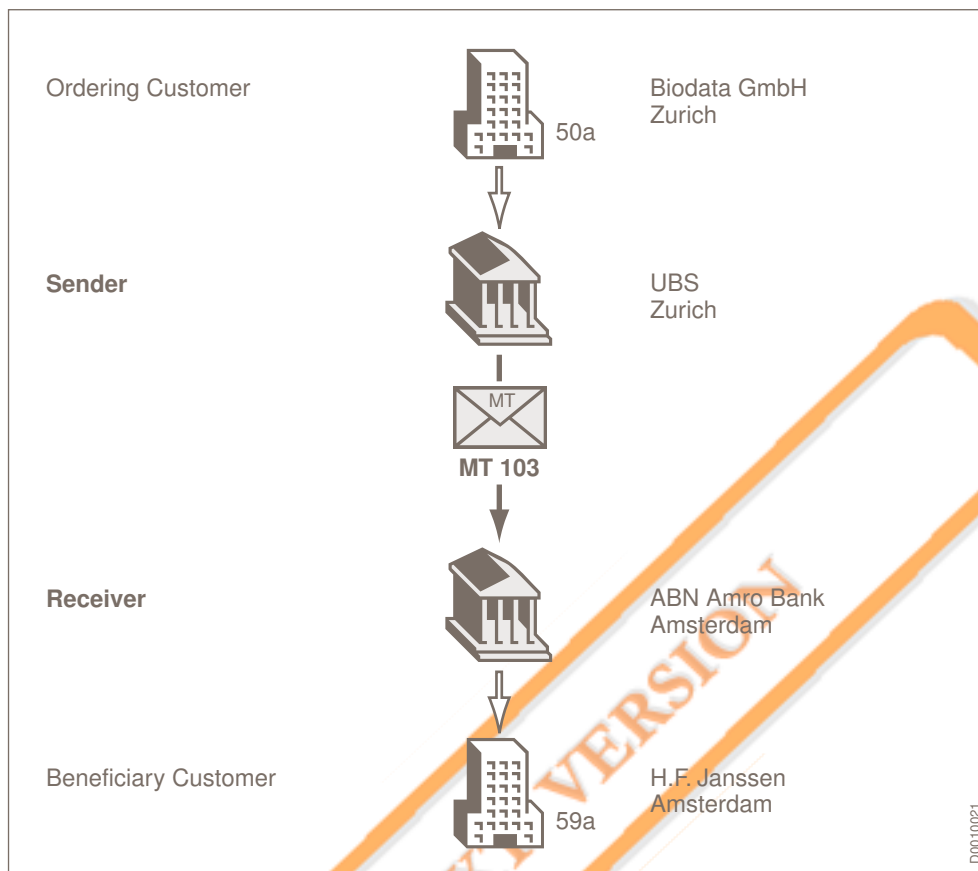 Ordering Customer
50a
Biodata GmbH
Zurich
Sender
UBS
Zurich
MT
MT 103
Receiver
ABN Amro Bank
Amsterdam
Beneficiary Customer
59a
H.F. Janssen
Amsterdam
VERSION
D0010021